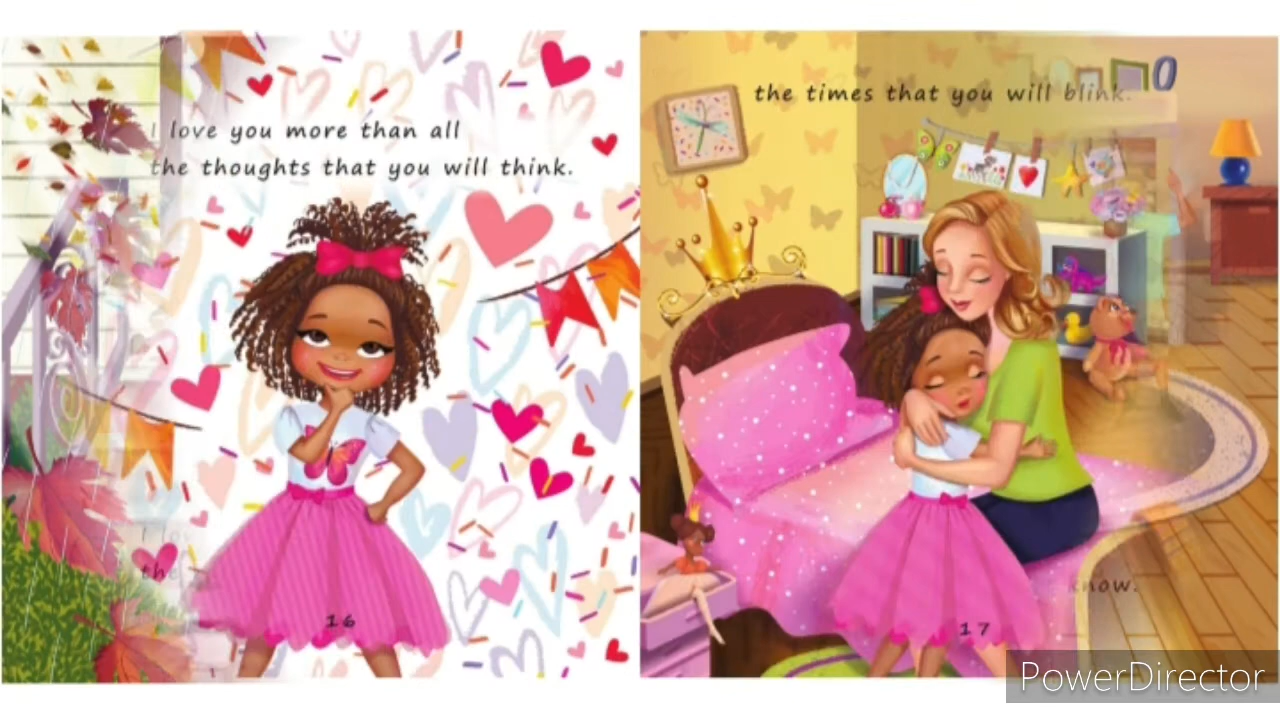 I love you more than all
the thoughts that you will think.
16
the times that you will blink.
know.
17
PowerDirector